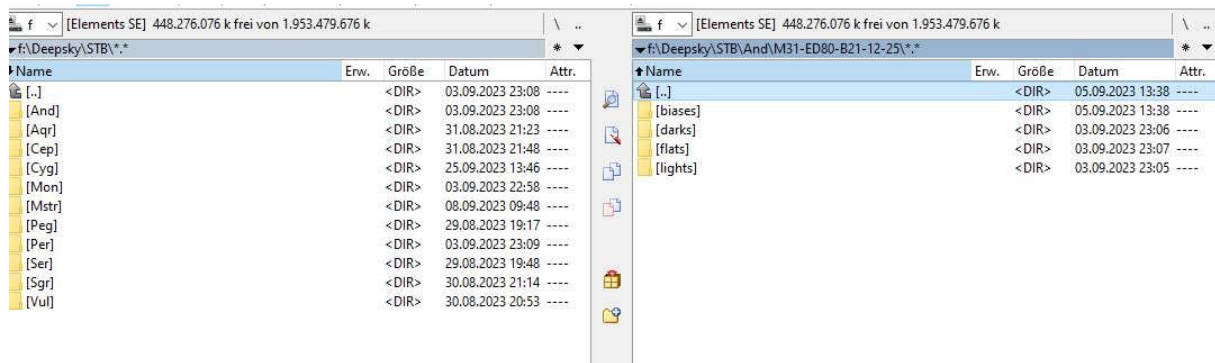 f [Elements SE] 448.276.076 k frei von 1.953.479.676 k \ ..
f:\Deepsky\STB\*.* * ▼
Name Erw. Größe Datum Attr.
[..] <DIR> 03.09.2023 23:08 ----
[And] <DIR> 03.09.2023 23:08 ----
[Aqr] <DIR> 31.08.2023 21:23 ----
[Cep] <DIR> 31.08.2023 21:48 ----
[Cyg] <DIR> 25.09.2023 13:46 ----
[Mon] <DIR> 03.09.2023 22:58 ----
[Mstr] <DIR> 08.09.2023 09:48 ----
[Peg] <DIR> 29.08.2023 19:17 ----
[Per] <DIR> 03.09.2023 23:09 ----
[Ser] <DIR> 29.08.2023 19:48 ----
[Sgr] <DIR> 30.08.2023 21:14 ----
[Vul] <DIR> 30.08.2023 20:53 ----
f [Elements SE] 448.276.076 k frei von 1.953.479.676 k \ ..
f:\Deepsky\STB\And\M31-ED80-B21-12-25\*.* * ▼
Name Erw. Größe Datum Attr.
[..] <DIR> 05.09.2023 13:38 ----
[biases] <DIR> 05.09.2023 13:38 ----
[darks] <DIR> 03.09.2023 23:06 ----
[flats] <DIR> 03.09.2023 23:07 ----
[lights] <DIR> 03.09.2023 23:05 ----